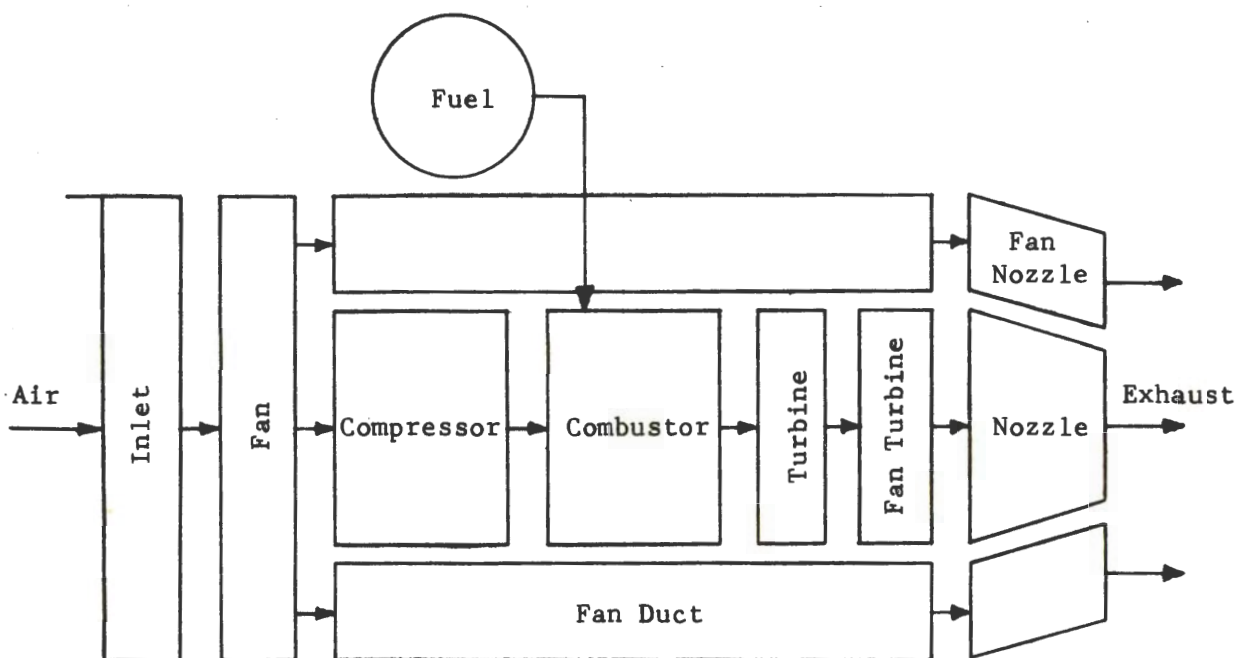 Fuel
Fan
Nozzle
Air
Inlet
Fan
Compressor
Combustor
Turbine
Fan Turbine
Nozzle
Exhaust
Fan Duct